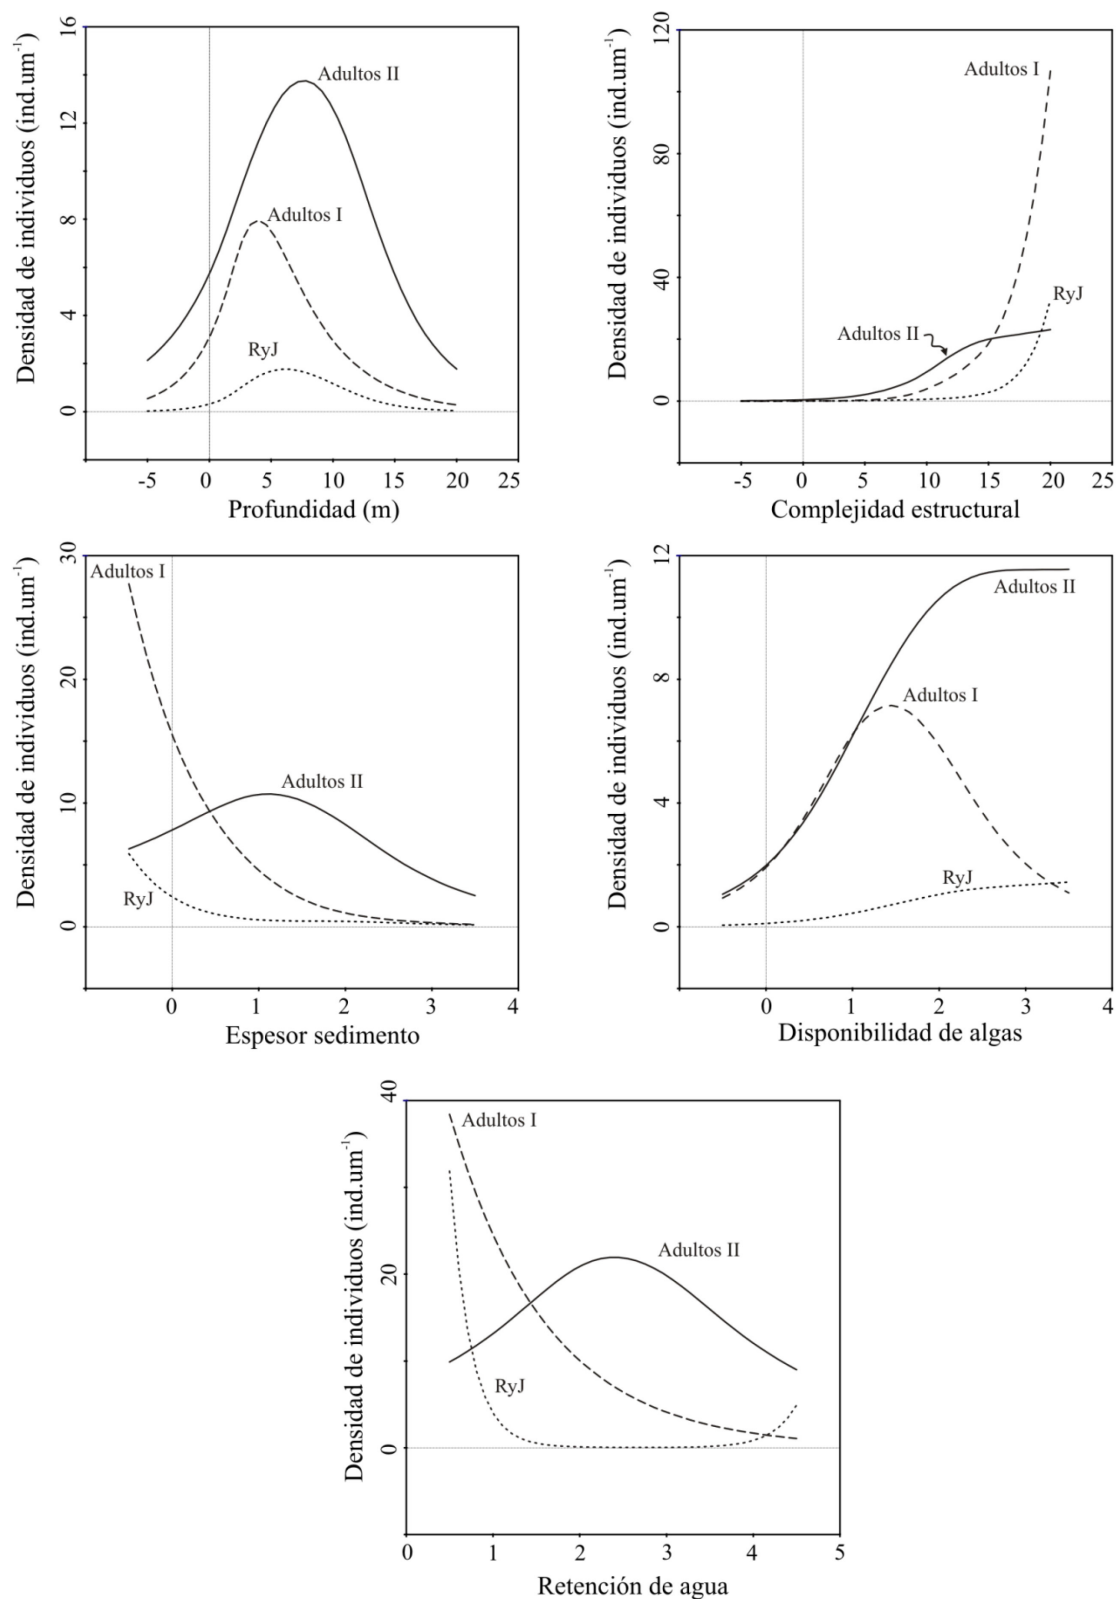 Densidad de individuos (ind.um⁻¹)
16
12
8
4
0
Adultos II
Adultos I
RyJ
-5 0 5 10 15 20 25
Profundidad (m)
Densidad de individuos (ind.um⁻¹)
120
80
40
0
Adultos I
RyJ
Adultos II
-5 0 5 10 15 20 25
Complejidad estructural
Densidad de individuos (ind.um⁻¹)
30
20
10
0
Adultos I
Adultos II
RyJ
0 1 2 3 4
Espesor sedimento
Densidad de individuos (ind.um⁻¹)
12
8
4
0
Adultos II
Adultos I
RyJ
0 1 2 3 4
Disponibilidad de algas
Densidad de individuos (ind.um⁻¹)
40
20
0
Adultos I
Adultos II
RyJ
0 1 2 3 4 5
Retención de agua